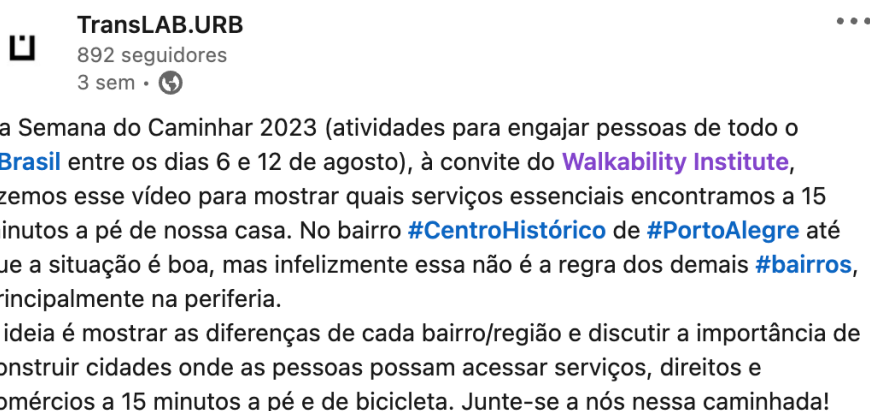 TransLAB.URB
892 seguidores
3 sem •
a Semana do Caminhar 2023 (atividades para engajar pessoas de todo o
Brasil entre os dias 6 e 12 de agosto), à convite do Walkability Institute,
zemos esse vídeo para mostrar quais serviços essenciais encontramos a 15
inutos a pé de nossa casa. No bairro #CentroHistórico de #PortoAlegre até
ue a situação é boa, mas infelizmente essa não é a regra dos demais #bairros,
rincipalmente na periferia.
ideia é mostrar as diferenças de cada bairro/região e discutir a importância de
onstruir cidades onde as pessoas possam acessar serviços, direitos e
omércios a 15 minutos a pé e de bicicleta. Junte-se a nós nessa caminhada!